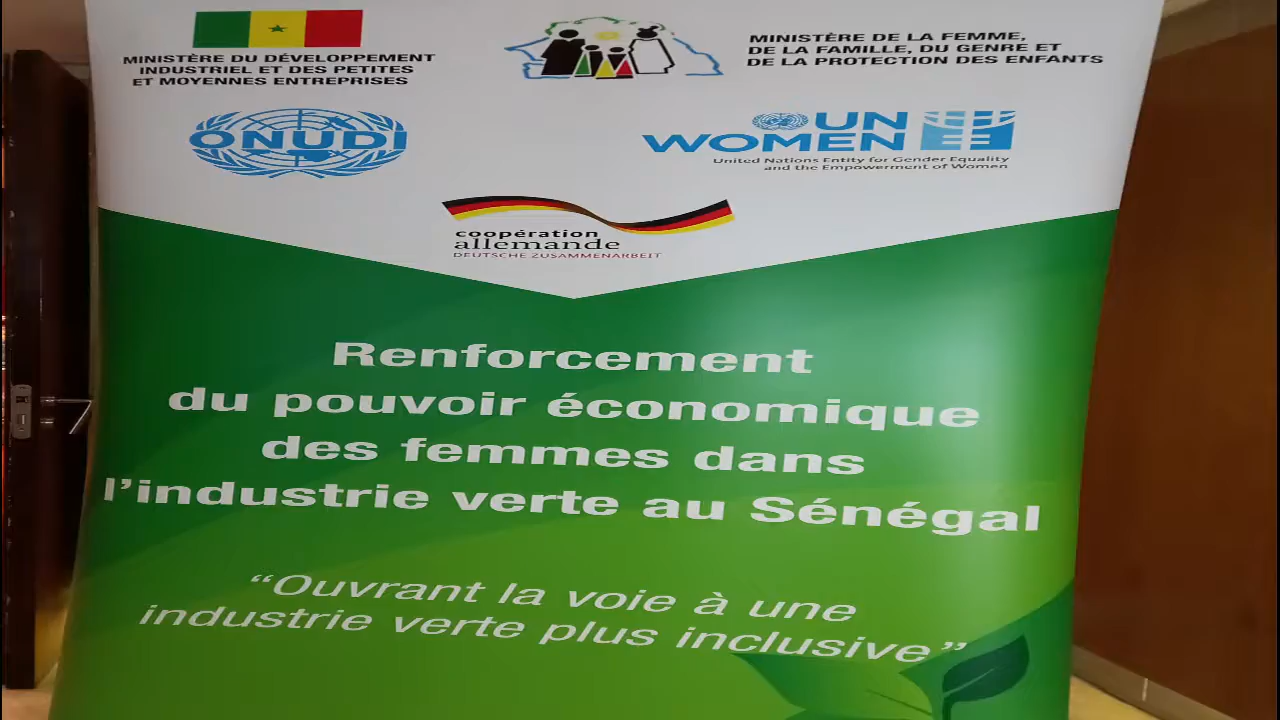 MINISTÈRE DU DÉVELOPPEMENT
INDUSTRIEL ET DES PETITES
ET MOYENNES ENTREPRISES
MINISTÈRE DE LA FEMME,
DE LA FAMILLE, DU GENRE ET
DE LA PROTECTION DES ENFANTS
ONUDI
UN
WOMEN
United Nations Entity for Gender Equality
and the Empowerment of Women
coopération
allemande
DEUTSCHE ZUSAMMENARBEIT
Renforcement
du pouvoir économique
des femmes dans
l'industrie verte au Sénégal
“Ouvrant la voie à une
industrie verte plus inclusive”